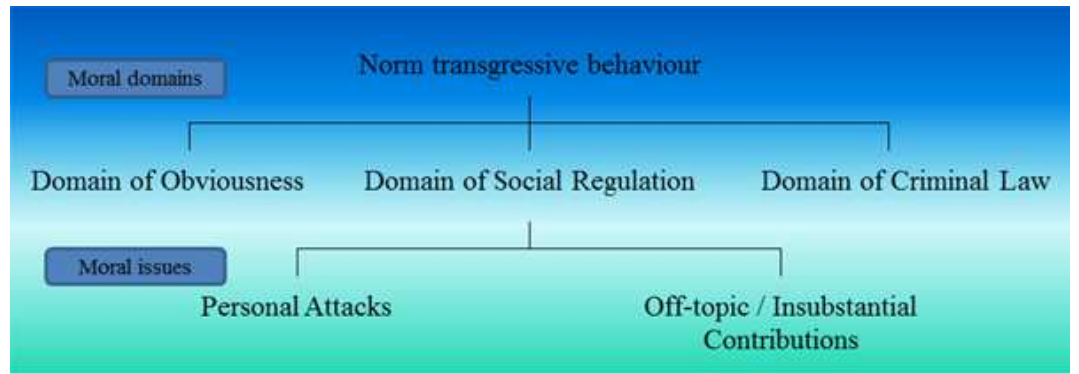 Moral domains
Norm transgressive behaviour
Domain of Obviousness
Domain of Social Regulation
Domain of Criminal Law
Moral issues
Personal Attacks
Off-topic / Insubstantial
Contributions